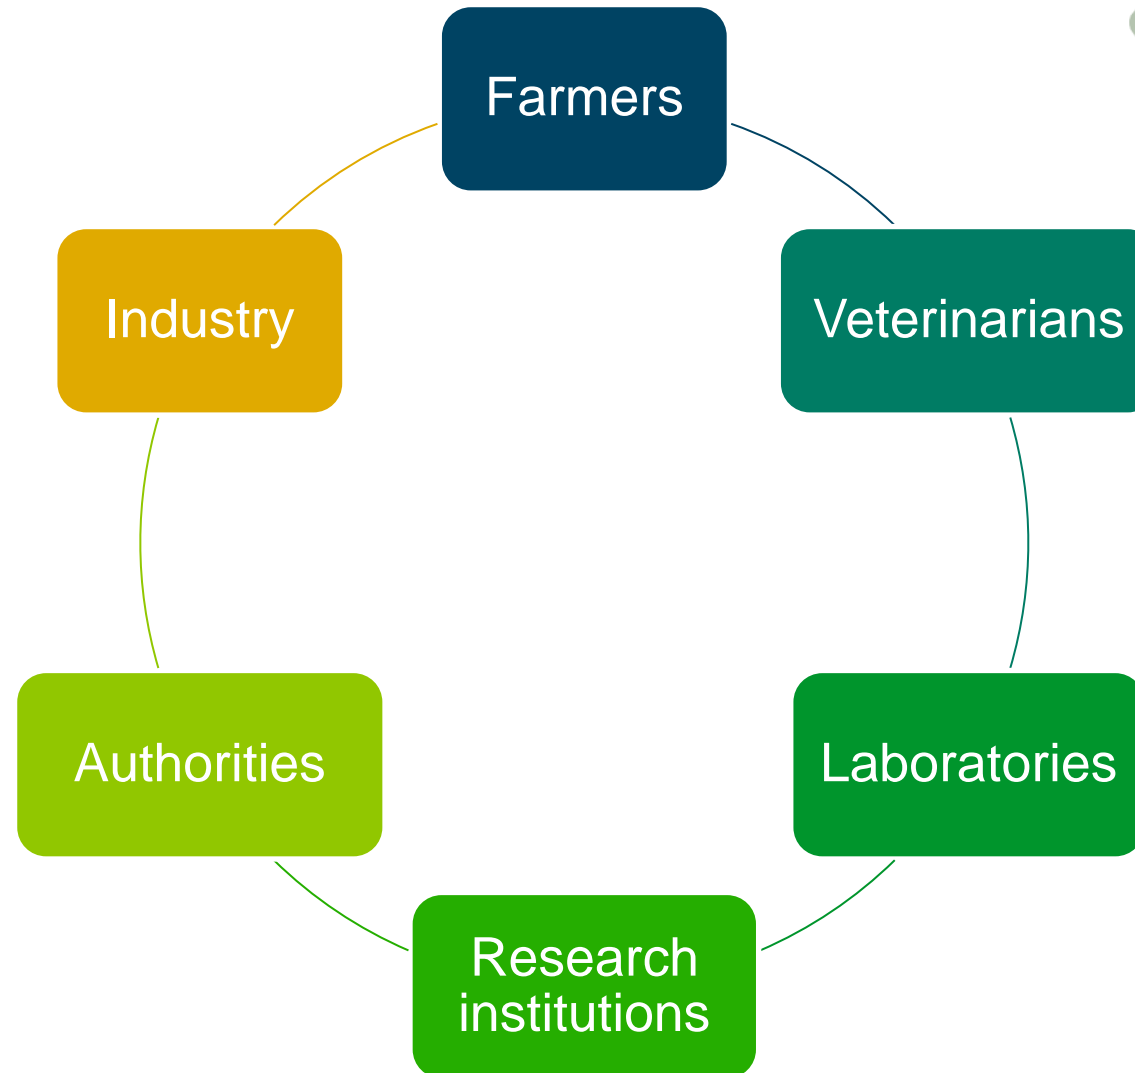 Farmers
Industry
Veterinarians
Authorities
Laboratories
Research
institutions